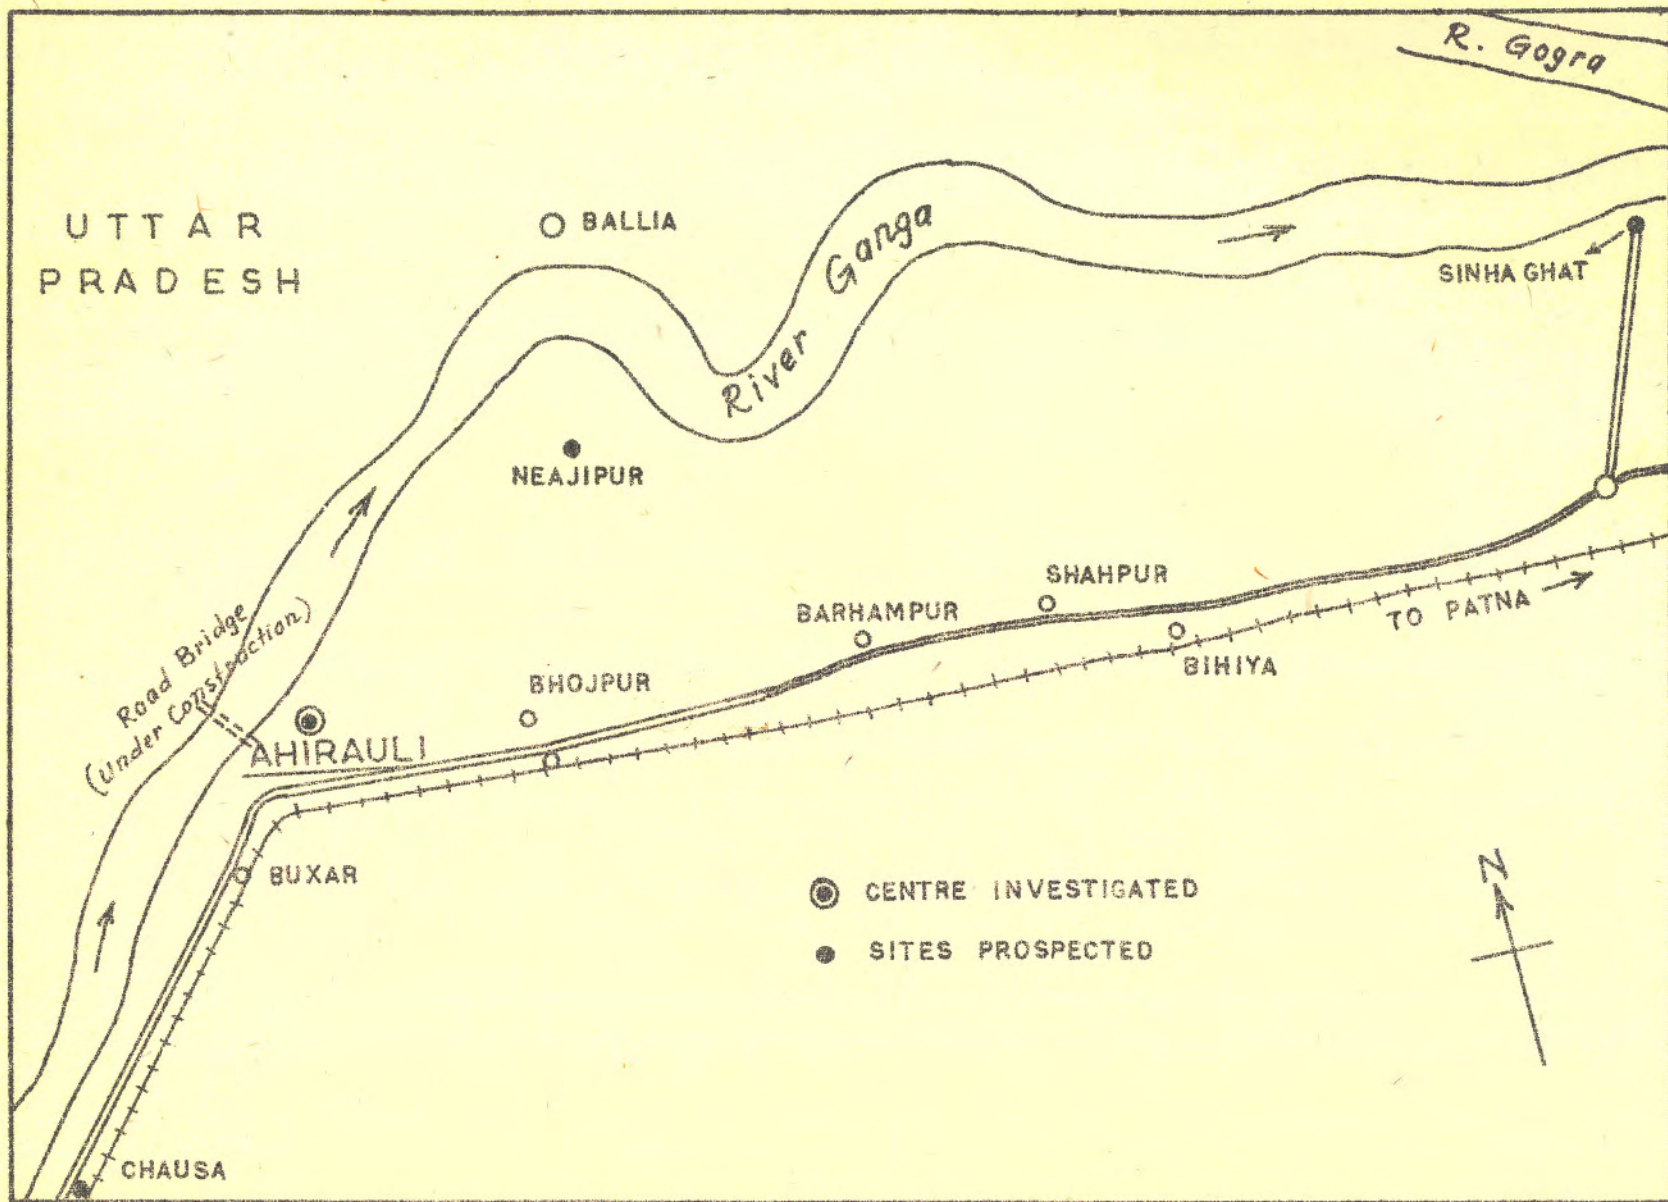 R. Gogra
UTTAR
PRADESH
BALLIA
River Ganga
SINHA GHAT
NEAJIPUR
SHAHPUR
BARHAMPUR
TO PATNA
BIHIYA
Road Bridge
(Under Construction)
BHOJPUR
AHIRAULI
BUXAR
CENTRE INVESTIGATED
SITES PROSPECTED
N
CHAUSA